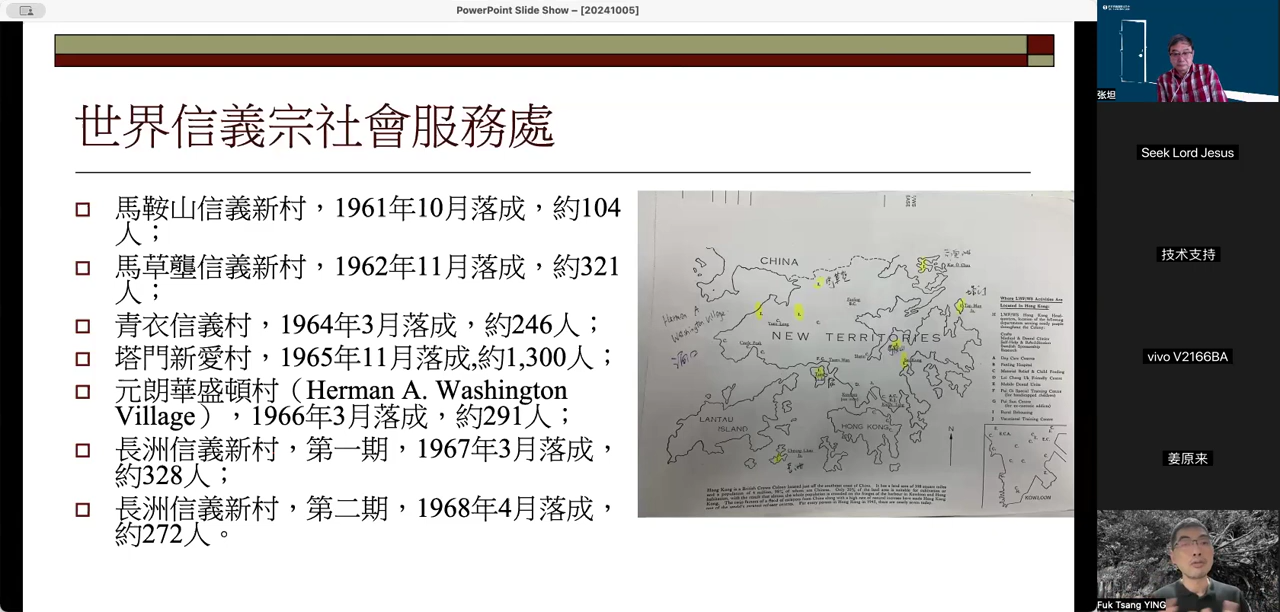 PowerPoint Slide Show – [20241005]
世界信義宗社會服務處
馬鞍山信義新村，1961年10月落成，約104
人；
馬草壟信義新村，1962年11月落成，約321
人；
青衣信義村，1964年3月落成，約246人；
塔門新愛村，1965年11月落成,約1,300人；
元朗華盛頓村（Herman A. Washington
Village），1966年3月落成，約291人；
長洲信義新村，第一期，1967年3月落成，
約328人；
長洲信義新村，第二期，1968年4月落成，
約272人。
CHINA
Herman A
Washington Village
NEW TERRITORIES
LANTAU
ISLAND
HONG KONG
N
KOWLOON
张坦
Seek Lord Jesus
技术支持
vivo V2166BA
姜原来
Fuk Tsang YING